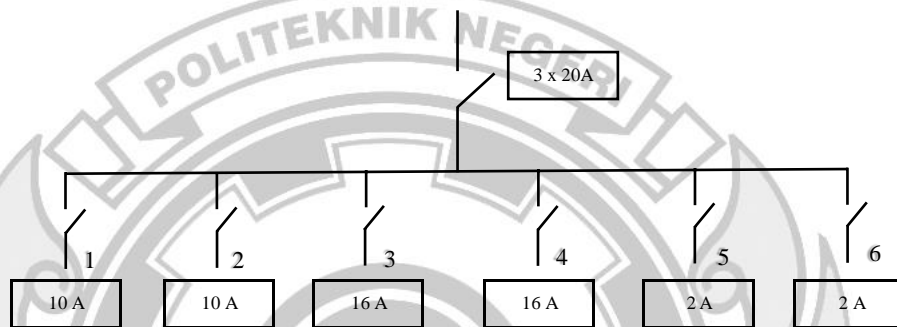 POLITEKNIK NEGERI
3 x 20A
1
2
3
4
5
6
10 A
10 A
16 A
16 A
2 A
2 A